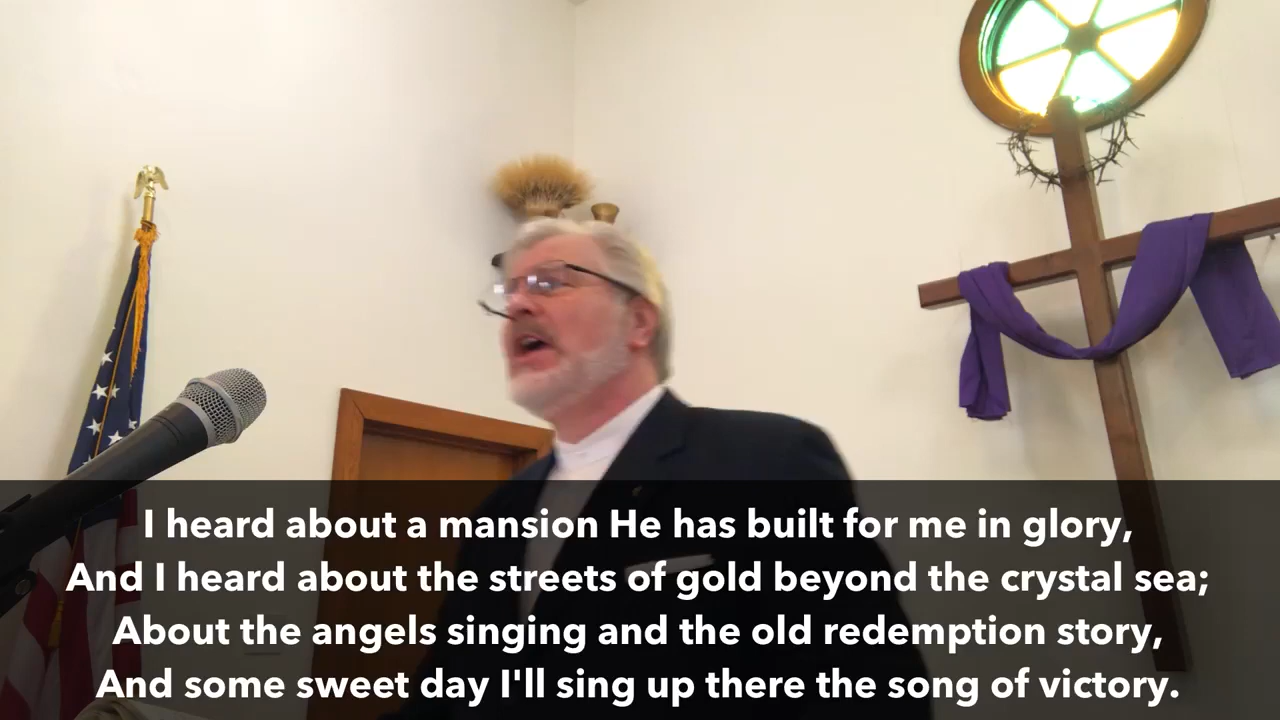 I heard about a mansion He has built for me in glory,
And I heard about the streets of gold beyond the crystal sea;
About the angels singing and the old redemption story,
And some sweet day I'll sing up there the song of victory.